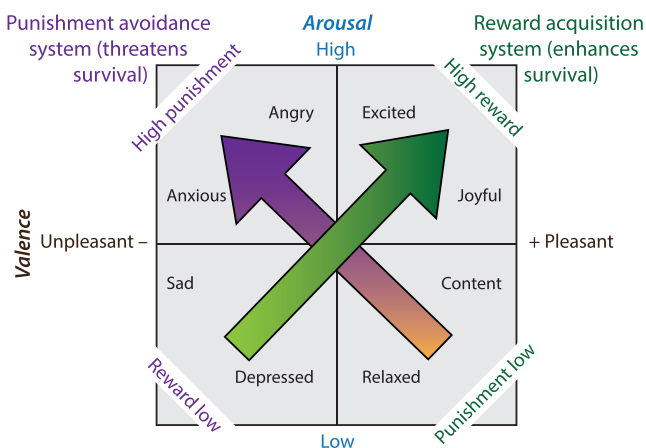 Punishment avoidance
system (threatens
survival)
Arousal
High
Reward acquisition
system (enhances
survival)
High punishment
High reward
Angry
Excited
Anxious
Joyful
Valence
Unpleasant –
+ Pleasant
Sad
Content
Depressed
Relaxed
Reward low
Punishment low
Low